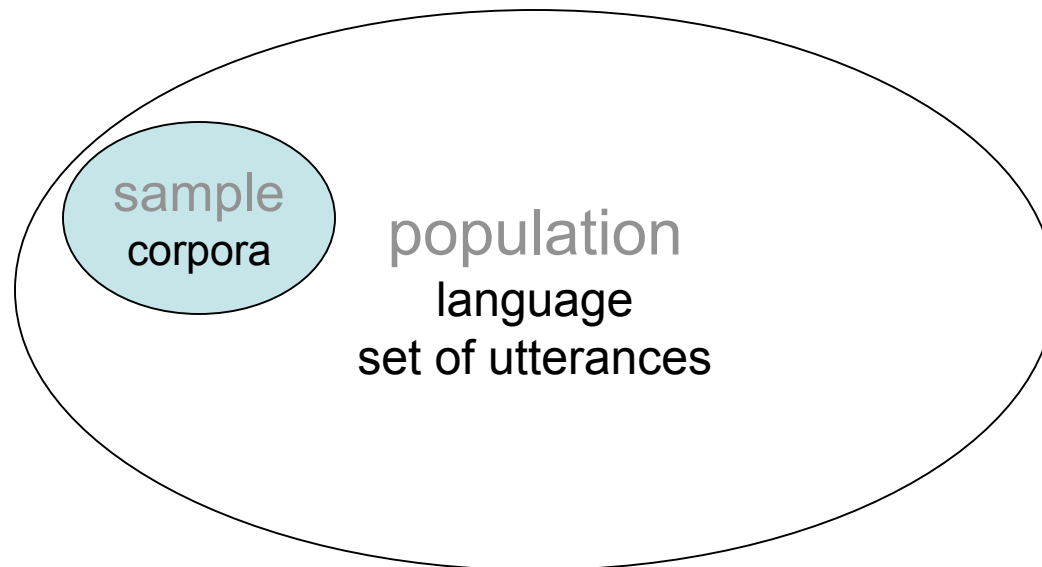 sample
corpora
population
language
set of utterances